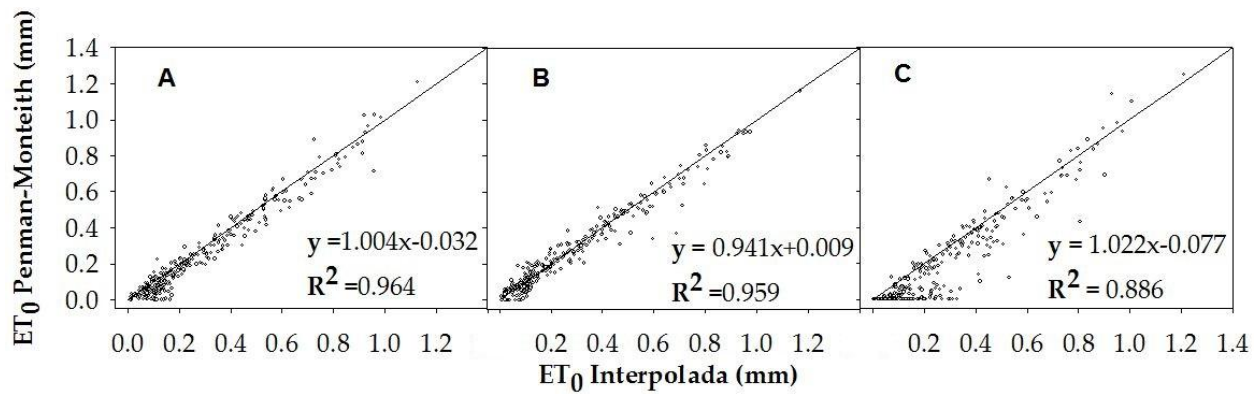 ET0 Penman-Monteith (mm)
1.4
1.2
1.0
0.8
0.6
0.4
0.2
0.0
A
y =1.004x-0.032
R2 =0.964
B
y = 0.941x+0.009
R2 =0.959
C
y = 1.022x-0.077
R2 = 0.886
0.0 0.2 0.4 0.6 0.8 1.0 1.2 0.0 0.2 0.4 0.6 0.8 1.0 1.2 0.0 0.2 0.4 0.6 0.8 1.0 1.2 1.4
ET0 Interpolada (mm)